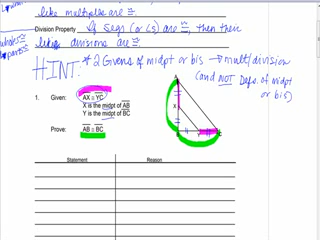 like multiples are ≅.
Division Property If segs (or ∠s) are ≅, then their
like divisions are ≅.
HINT: * 2 Givens of midpt or bis → mult/division
(and NOT Defs. of midpt
or bis)
1. Given: AX ≅ YC
X is the midpt of AB
Y is the midpt of BC
Prove: AB ≅ BC
A
X
B
Y
C
Statement Reason